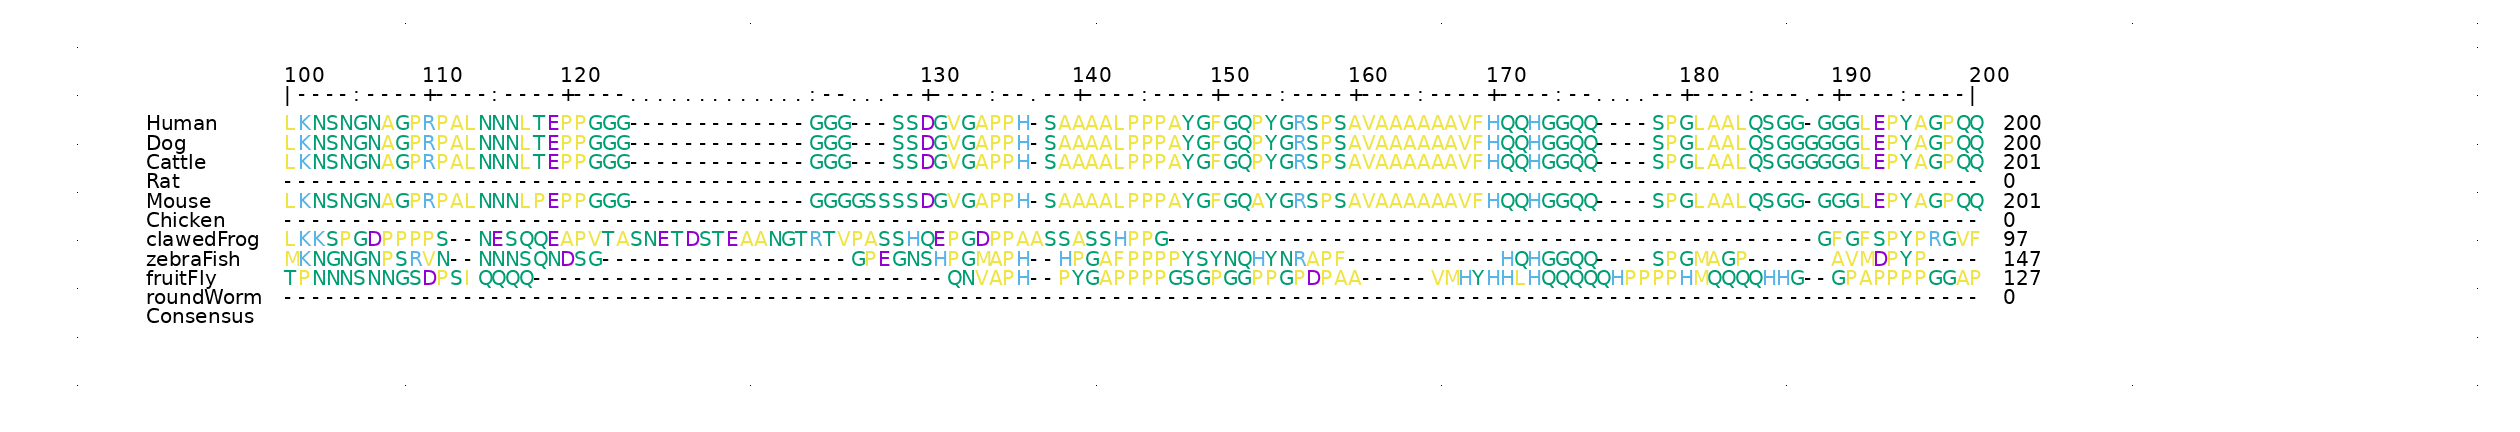 100 110 120 130 140 150 160 170 180 190 200
|----:----+----:----+----.............:--...--+----:--.--+----:----+----:----+----:----+----:--....--+----:---.-+----:----|
Human LKNSNGNAGPRPALNNNLTEPPGGG-------------GGG---SSDGVGAPPH-SAAAALPPPAYGFGQPYGRSPSAVAAAAAAVFHQQHGGQQ----SPGLAALQSGG-GGGLEPYAGPQQ 200
Dog LKNSNGNAGPRPALNNNLTEPPGGG-------------GGG---SSDGVGAPPH-SAAAALPPPAYGFGQPYGRSPSAVAAAAAAVFHQQHGGQQ----SPGLAALQSGGGGGGLEPYAGPQQ 200
Cattle LKNSNGNAGPRPALNNNLTEPPGGG-------------GGG---SSDGVGAPPH-SAAAALPPPAYGFGQPYGRSPSAVAAAAAAVFHQQHGGQQ----SPGLAALQSGGGGGGLEPYAGPQQ 201
Rat --------------------------------------------------------------------------------------------------------------------------- 0
Mouse LKNSNGNAGPRPALNNNLPEPPGGG-------------GGGGSSSSDGVGAPPH-SAAAALPPPAYGFGQAYGRSPSAVAAAAAAVFHQQHGGQQ----SPGLAALQSGG-GGGLEPYAGPQQ 201
Chicken --------------------------------------------------------------------------------------------------------------------------- 0
clawedFrog LKKSPGDPPPPS--NESQQEAPVTASNETDSTEAANGTRTVPASSHQEPGDPPAASSASSHPPG-----------------------------------------------GFGFSPYPRGVF 97
zebraFish MKNGNGNPSRVN--NNNSQNDSG------------------GPEGNSHPGMAPH--HPGAFPPPPYSYNQHYNRAPF-----------HQHGGQQ----SPGMAGP------AVMDPYP---- 147
fruitFly TPNNNSNNGSDPSIQQQQ------------------------------QNVAPH--PYGAPPPPGSGPGGPPGPDPAA-----VMHYHHLHQQQQQHPPPPHMQQQQHHG--GPAPPPPGGAP 127
roundWorm --------------------------------------------------------------------------------------------------------------------------- 0
Consensus